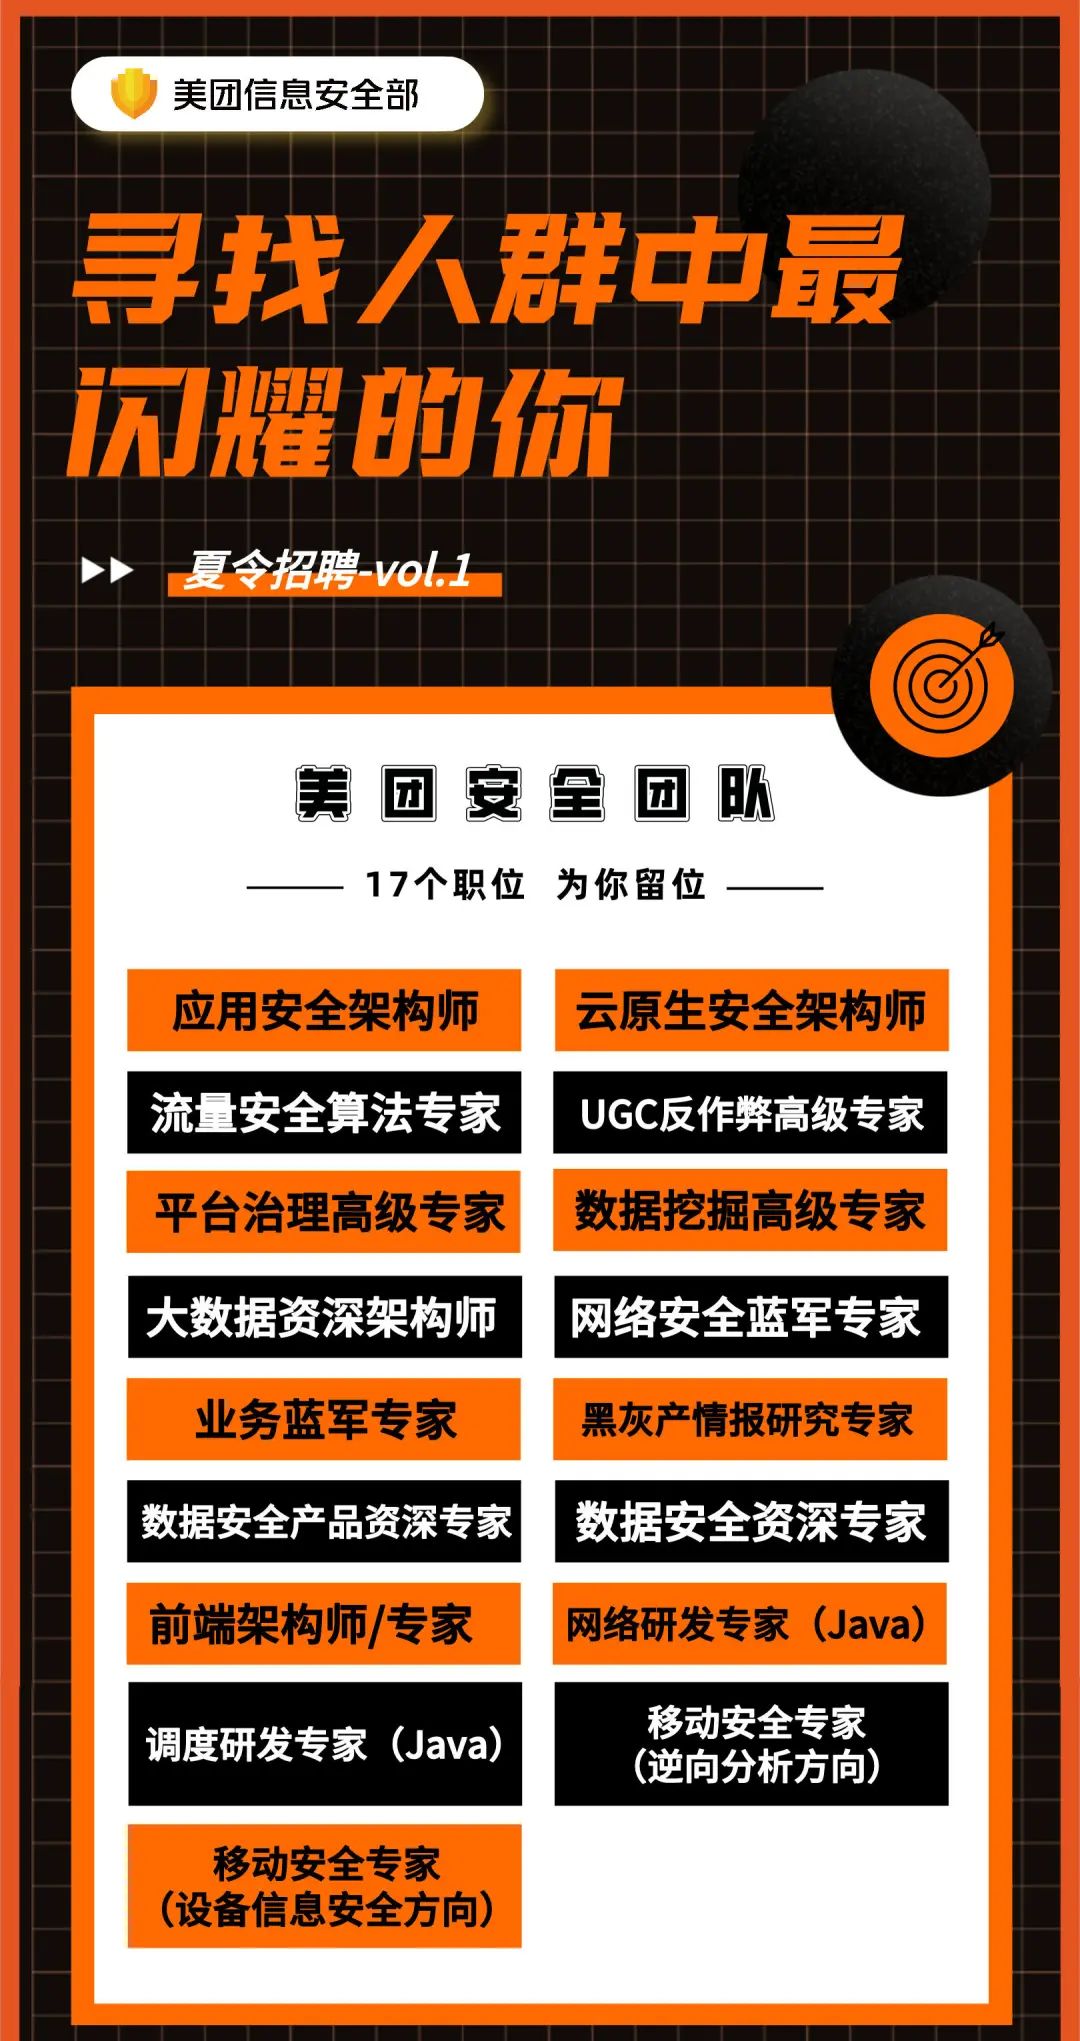 美团信息安全部
寻找人群中最
闪耀的你
夏令招聘-vol.1
美团安全团队
17个职位 为你留位
应用安全架构师
云原生安全架构师
流量安全算法专家
UGC反作弊高级专家
平台治理高级专家
数据挖掘高级专家
大数据资深架构师
网络安全蓝军专家
业务蓝军专家
黑灰产情报研究专家
数据安全产品资深专家
数据安全资深专家
前端架构师/专家
网络研发专家（Java）
调度研发专家（Java）
移动安全专家
（逆向分析方向）
移动安全专家
（设备信息安全方向）